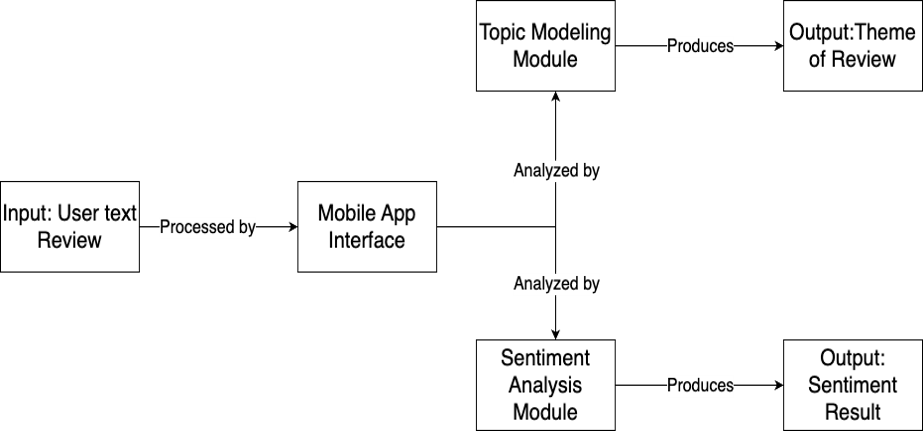 Topic Modeling
Module
Produces
Output:Theme
of Review
Analyzed by
Input: User text
Review
Processed by
Mobile App
Interface
Analyzed by
Sentiment
Analysis
Module
Produces
Output:
Sentiment
Result